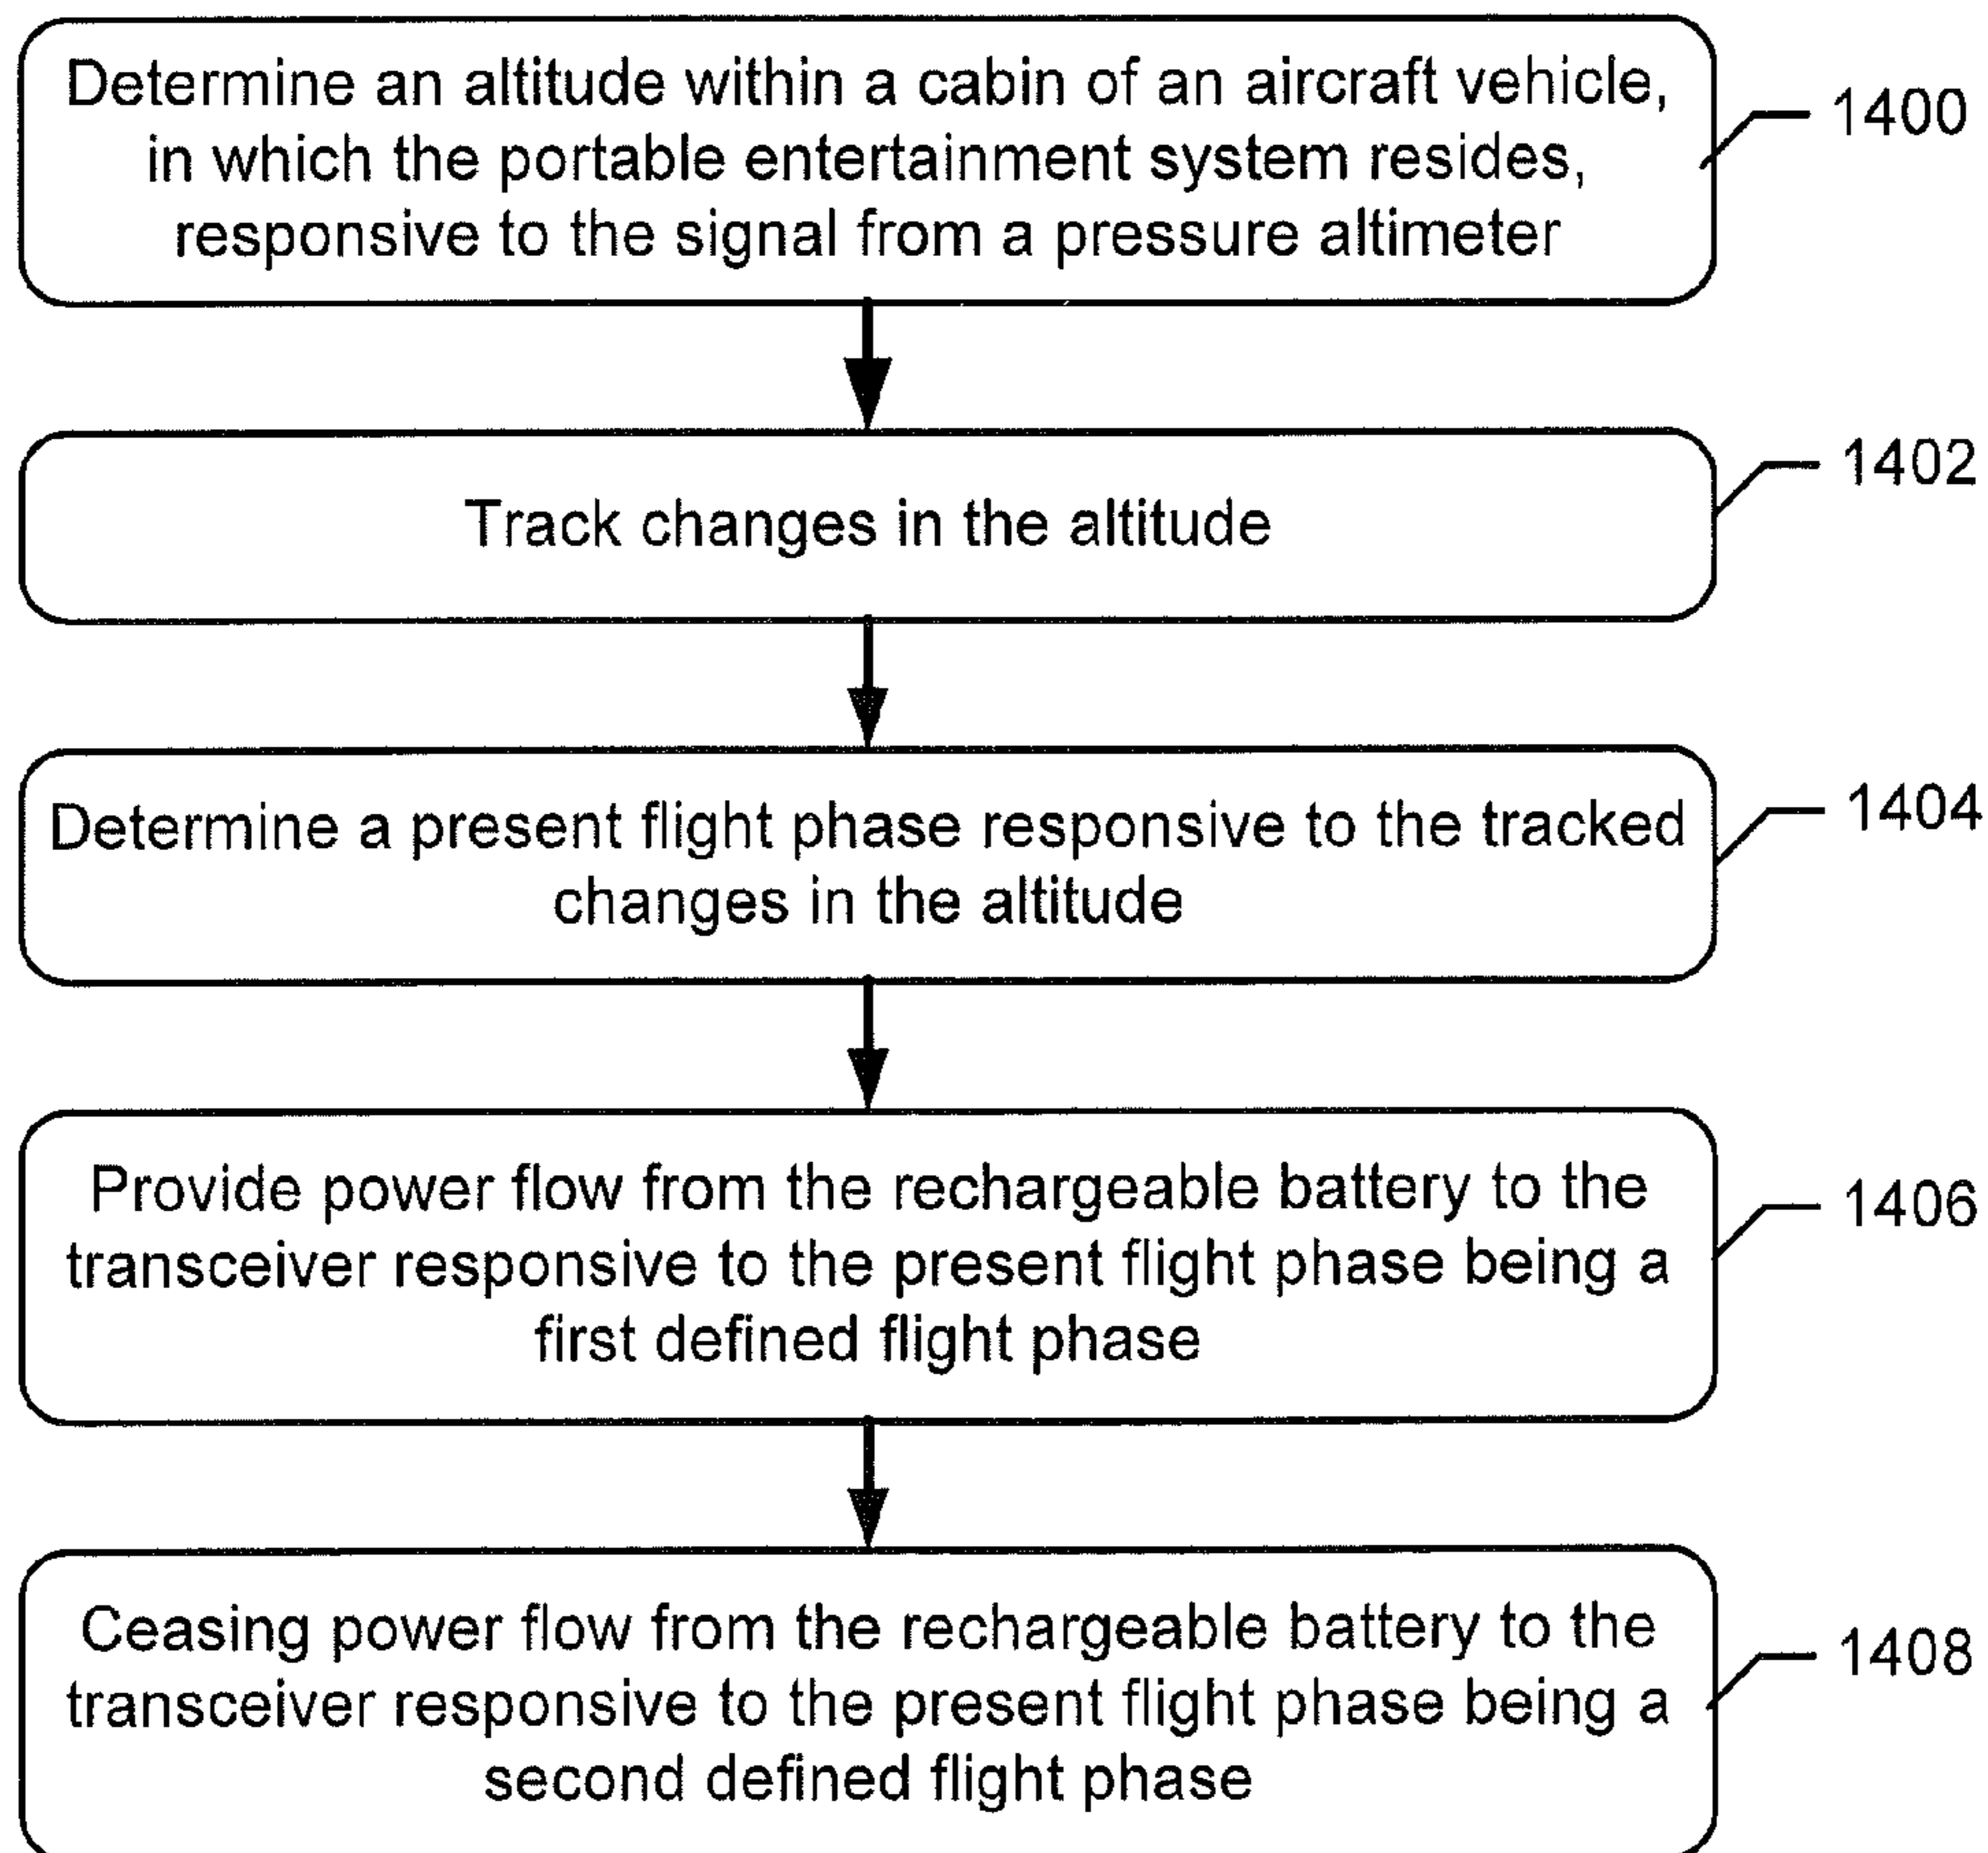 Determine an altitude within a cabin of an aircraft vehicle,
in which the portable entertainment system resides,
responsive to the signal from a pressure altimeter
1400
Track changes in the altitude
1402
Determine a present flight phase responsive to the tracked
changes in the altitude
1404
Provide power flow from the rechargeable battery to the
transceiver responsive to the present flight phase being a
first defined flight phase
1406
Ceasing power flow from the rechargeable battery to the
transceiver responsive to the present flight phase being a
second defined flight phase
1408